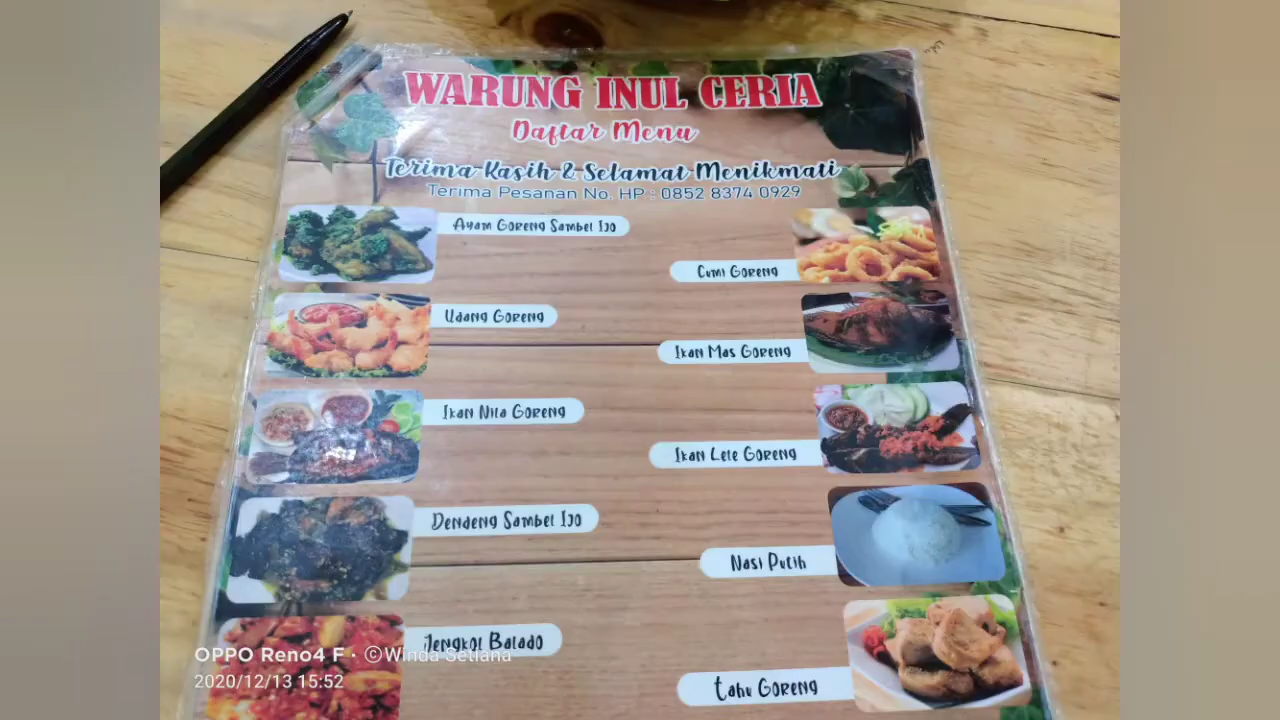 WARUNG INUL CERIA
Daftar Menu
Terima Kasih & Selamat Menikmati
Terima Pesanan No. HP : 0852 8374 0929
Ayam Goreng Sambel Ijo
Cumi Goreng
Udang Goreng
Ikan Mas Goreng
Ikan Nila Goreng
Ikan Lele Goreng
Dendeng Sambel Ijo
Nasi Putih
Jengkol Balado
Tahu Goreng
OPPO Reno4 F · ©Winda Setiana
2020/12/13 15:52